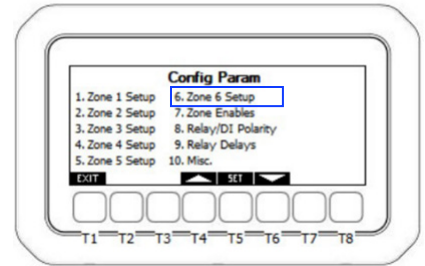 Config Param
1. Zone 1 Setup
2. Zone 2 Setup
3. Zone 3 Setup
4. Zone 4 Setup
5. Zone 5 Setup
6. Zone 6 Setup
7. Zone Enables
8. Relay/DI Polarity
9. Relay Delays
10. Misc.
EXIT SET
T1 T2 T3 T4 T5 T6 T7 T8